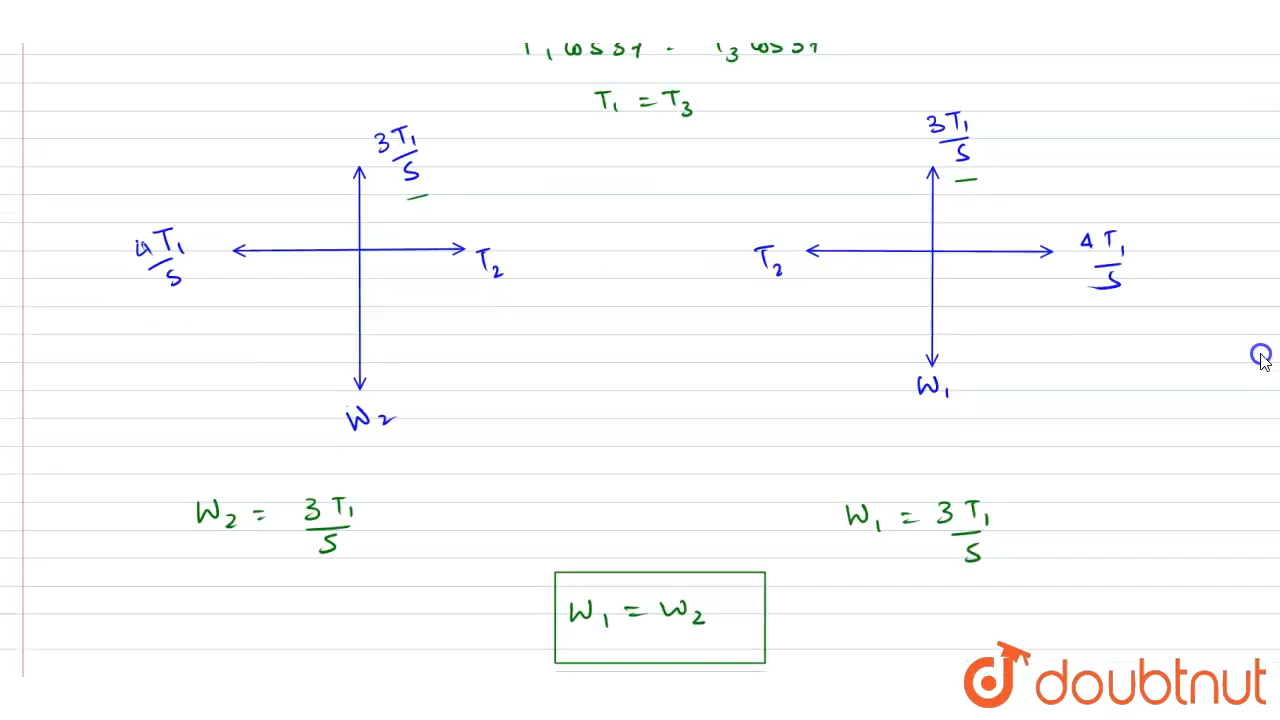 T₁ = T₃
3T₁/5
3T₁/5
4T₁/5
T₂
T₂
4T₁/5
W₂
W₁
W₂ = 3T₁/5
W₁ = 3T₁/5
W₁ = W₂
doubtnut